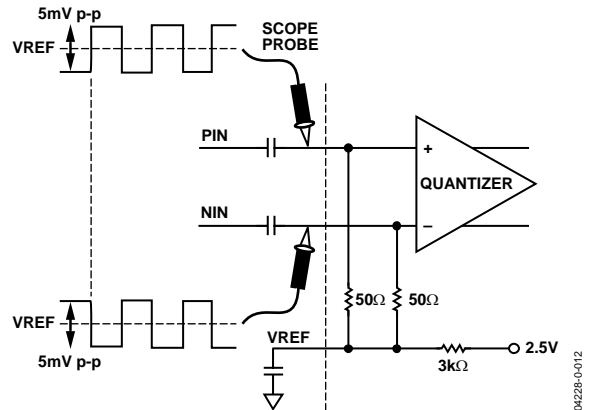 5mV p-p
VREF
SCOPE
PROBE
PIN
+
QUANTIZER
NIN
–
50Ω
50Ω
VREF
5mV p-p
VREF
2.5V
3kΩ
04228-0-012